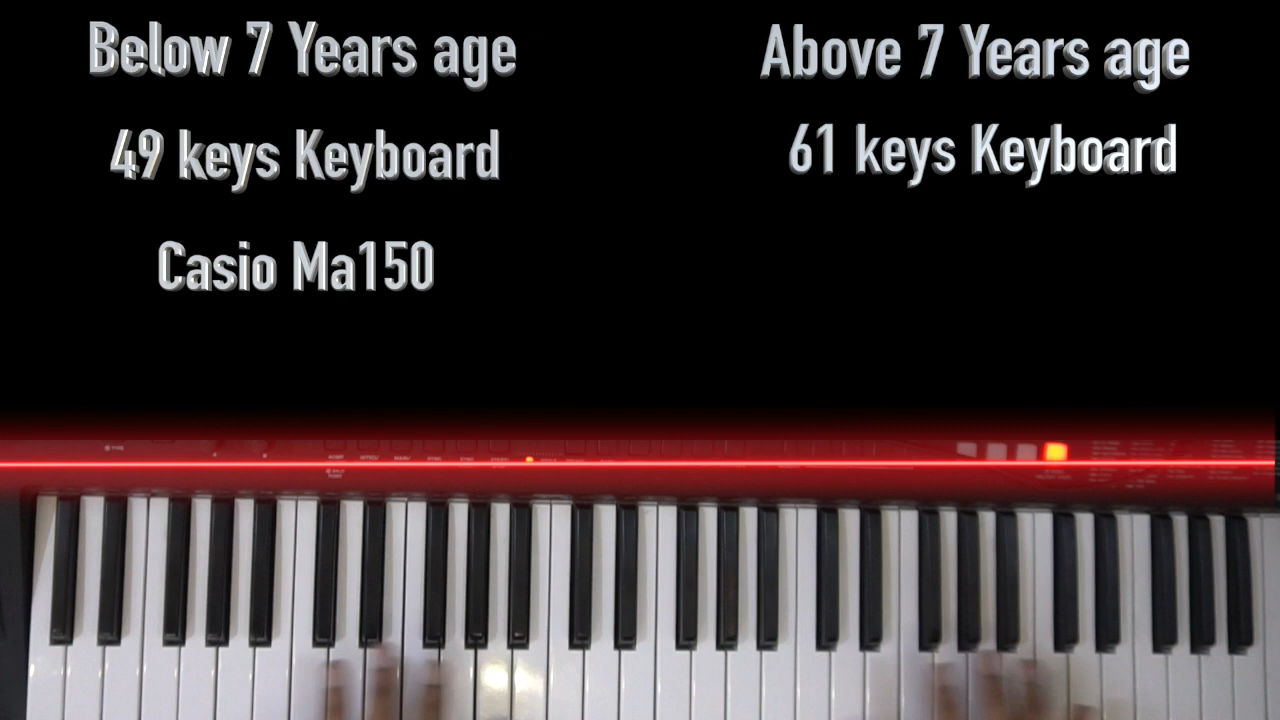 Below 7 Years age
49 keys Keyboard
Casio Ma150
Above 7 Years age
61 keys Keyboard